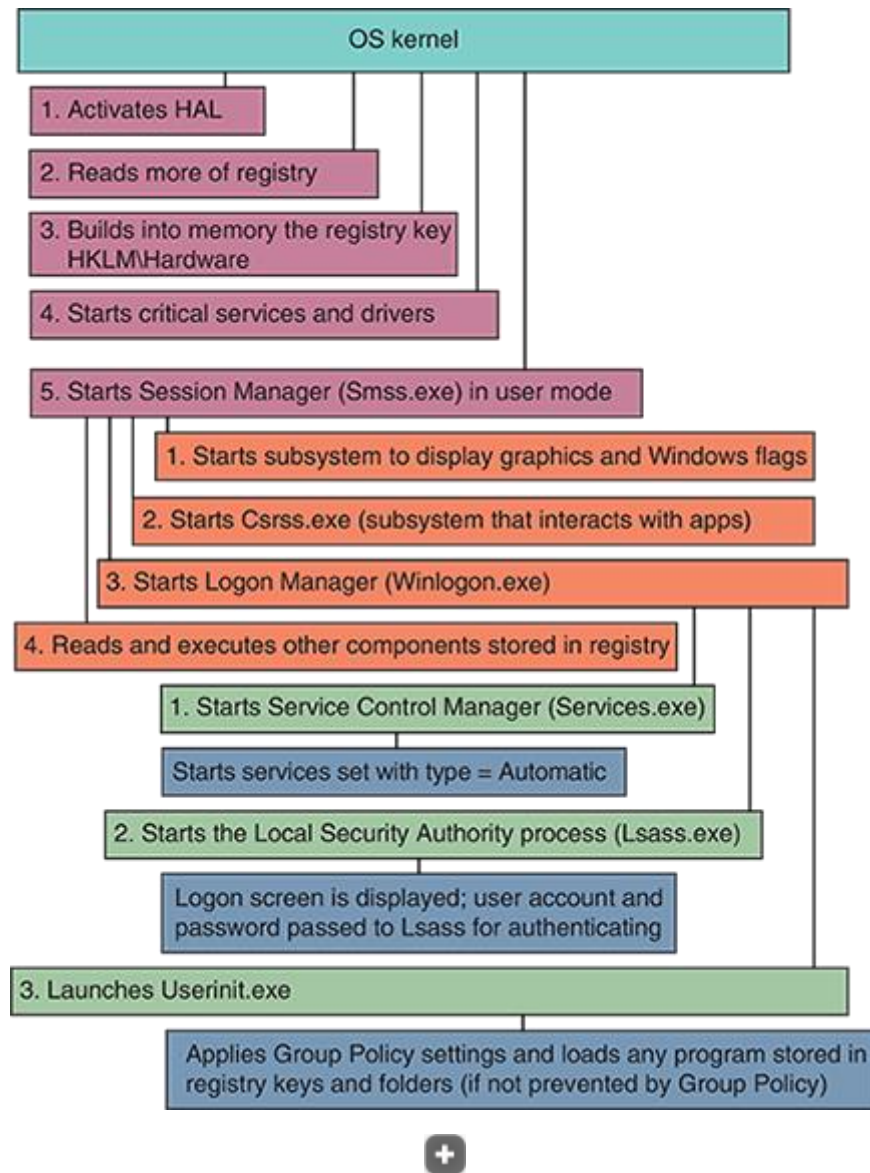 OS kernel
1. Activates HAL
2. Reads more of registry
3. Builds into memory the registry key
HKLM\Hardware
4. Starts critical services and drivers
5. Starts Session Manager (Smss.exe) in user mode
1. Starts subsystem to display graphics and Windows flags
2. Starts Csrss.exe (subsystem that interacts with apps)
3. Starts Logon Manager (Winlogon.exe)
4. Reads and executes other components stored in registry
1. Starts Service Control Manager (Services.exe)
Starts services set with type = Automatic
2. Starts the Local Security Authority process (Lsass.exe)
Logon screen is displayed; user account and
password passed to Lsass for authenticating
3. Launches Userinit.exe
Applies Group Policy settings and loads any program stored in
registry keys and folders (if not prevented by Group Policy)